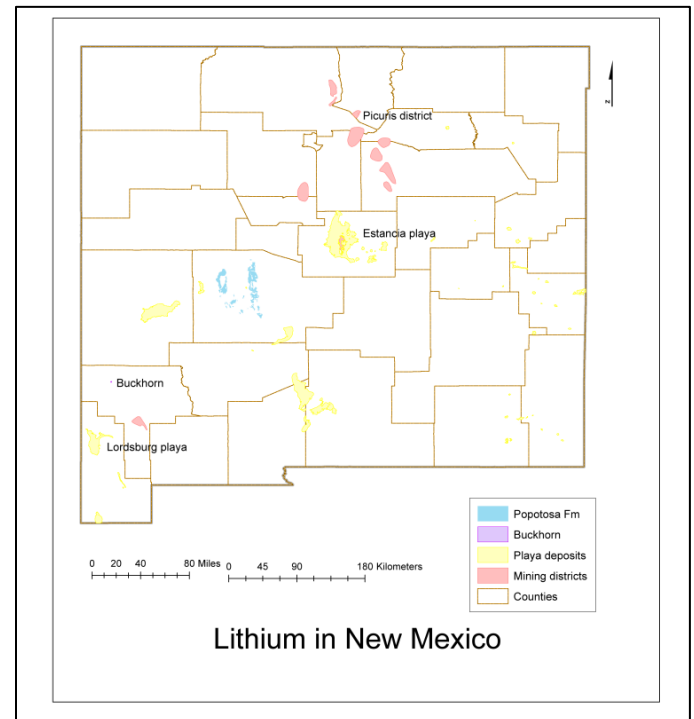 N
Picuris district
Estancia playa
Buckhorn
Lordsburg playa
Popotosa Fm
Buckhorn
Playa deposits
Mining districts
Counties
0 20 40 80 Miles
0 45 90 180 Kilometers
Lithium in New Mexico